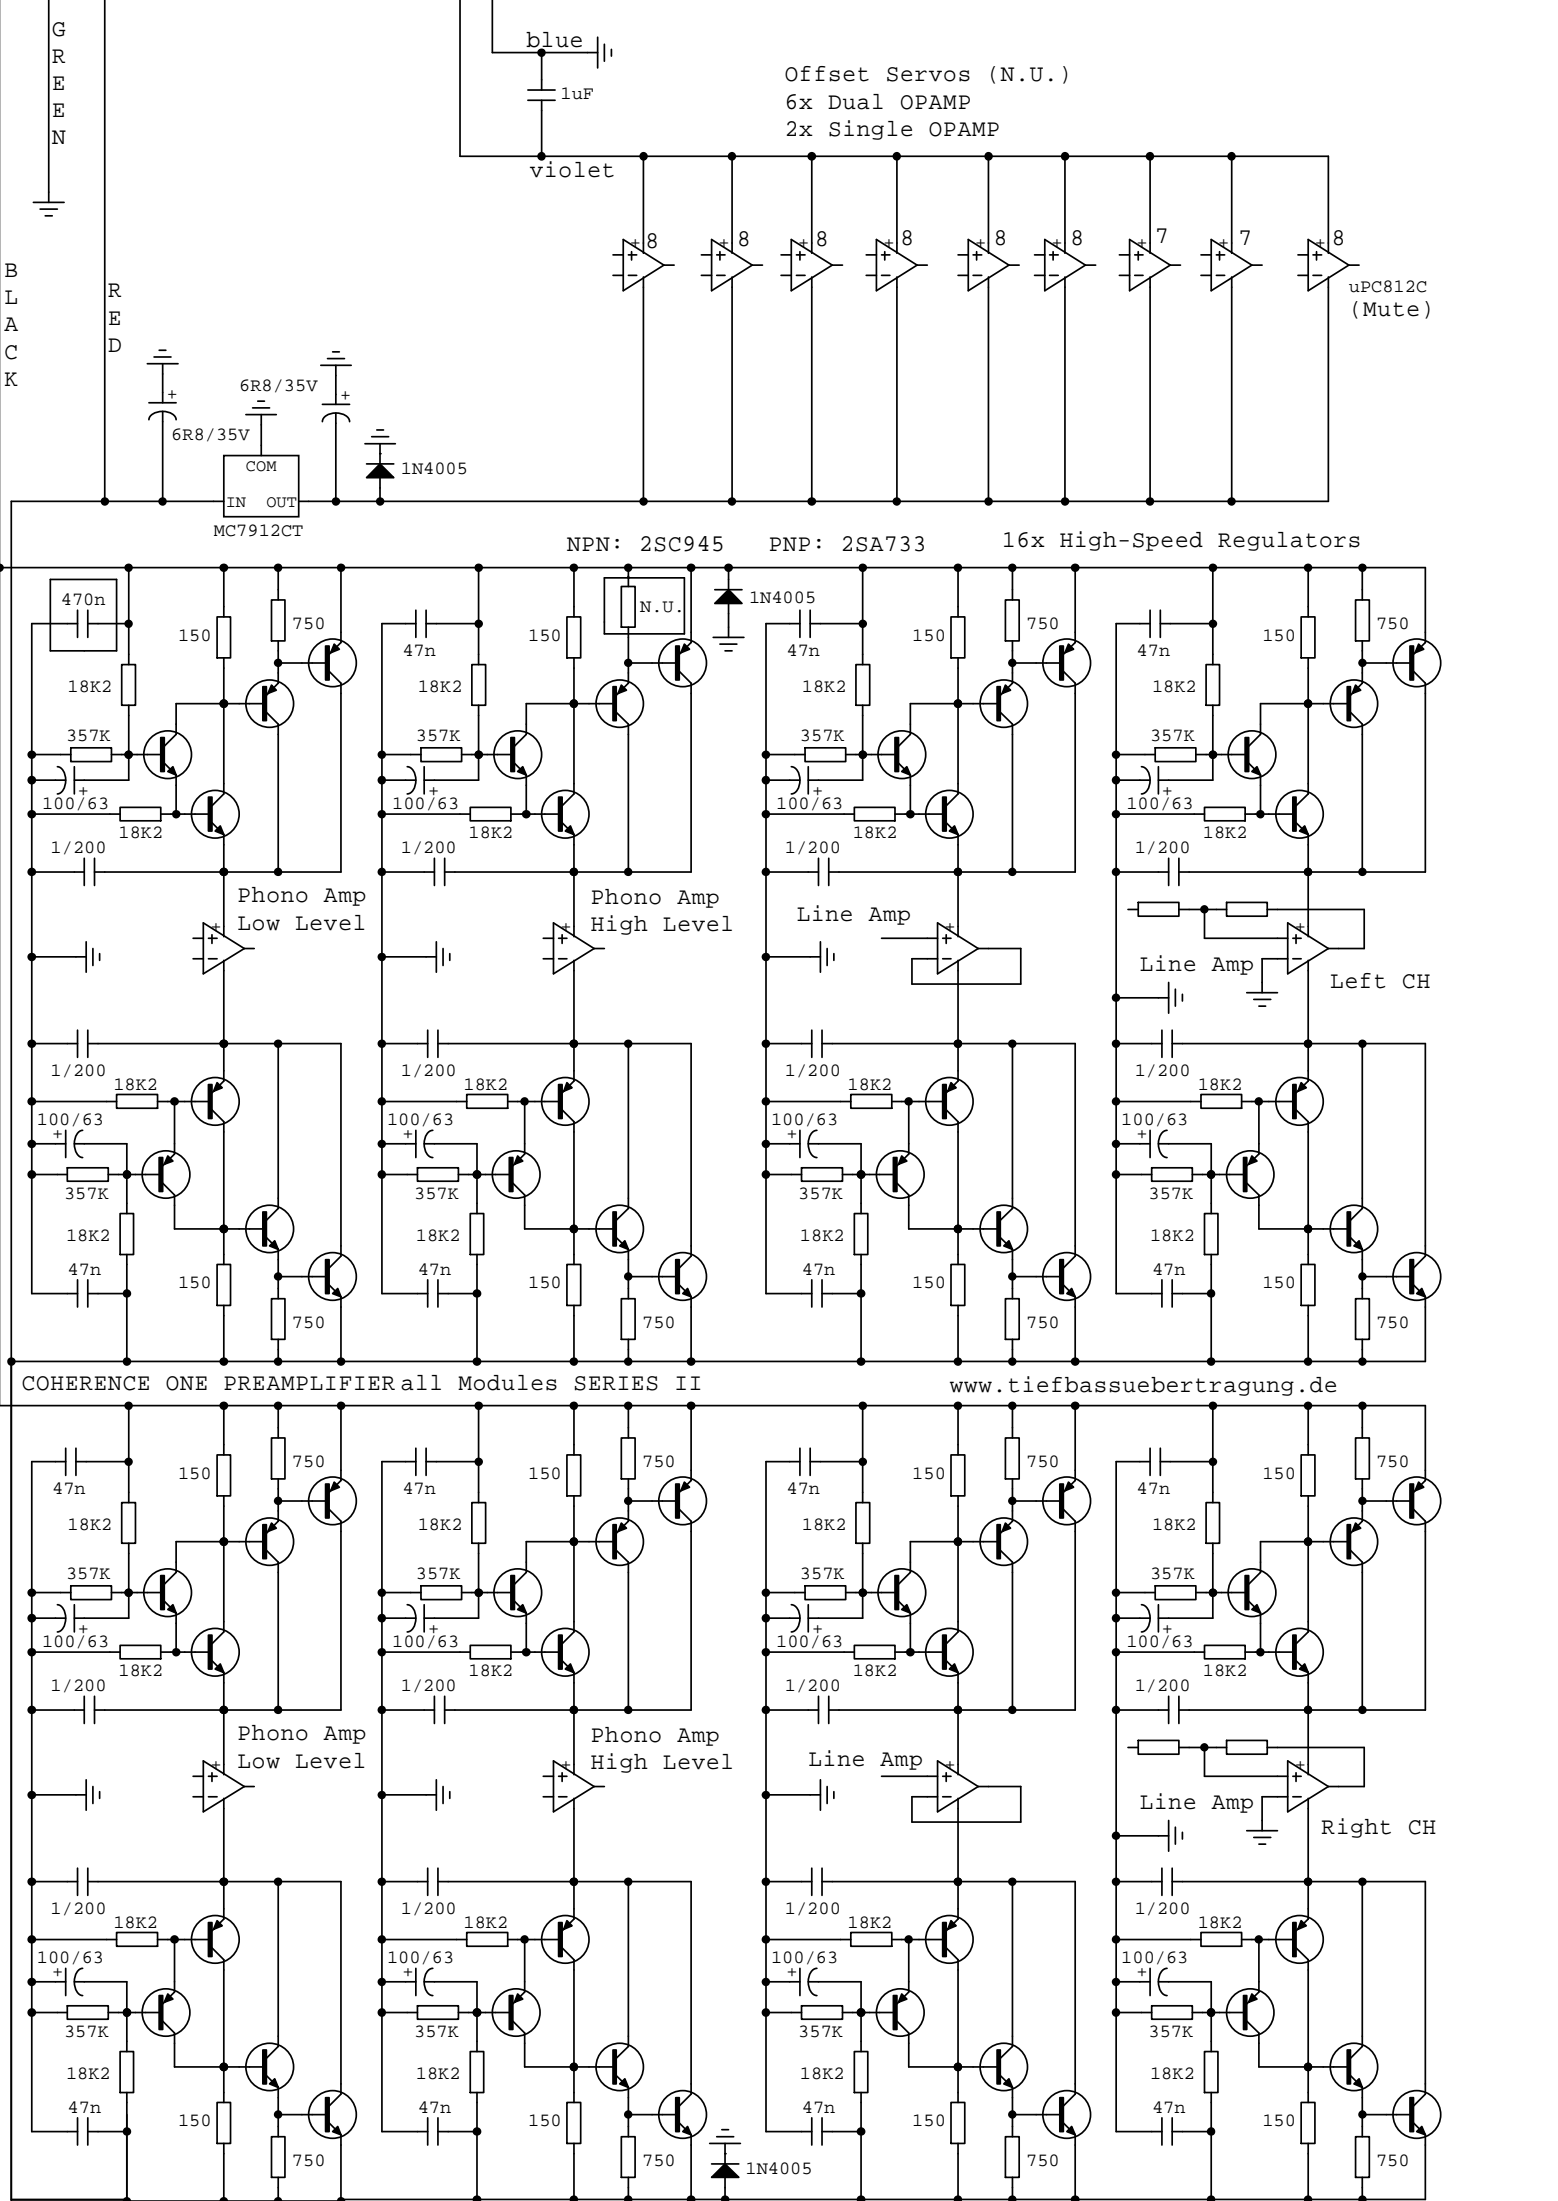 GREEN
blue
1uF
Offset Servos (N.U.)
6x Dual OPAMP
2x Single OPAMP
violet
8 8 8 8 8 8 7 7 8
uPC812C
(Mute)
BLACK
RED
6R8/35V
6R8/35V
COM
IN OUT
MC7912CT
1N4005
NPN: 2SC945 PNP: 2SA733 16x High-Speed Regulators
470n 150 750 47n 150 N.U. 1N4005 47n 150 750 47n 150 750
18K2 18K2 18K2 18K2
357K 357K 357K 357K
100/63 100/63 100/63 100/63
18K2 18K2 18K2 18K2
1/200 1/200 1/200 1/200
Phono Amp
Low Level
Phono Amp
High Level
Line Amp
Line Amp
Left CH
1/200 1/200 1/200 1/200
18K2 18K2 18K2 18K2
100/63 100/63 100/63 100/63
357K 357K 357K 357K
18K2 18K2 18K2 18K2
47n 150 47n 150 47n 150 47n 150
750 750 750 750
COHERENCE ONE PREAMPLIFIER all Modules SERIES II www.tiefbassuebertragung.de
47n 150 750 47n 150 750 47n 150 750 47n 150 750
18K2 18K2 18K2 18K2
357K 357K 357K 357K
100/63 100/63 100/63 100/63
18K2 18K2 18K2 18K2
1/200 1/200 1/200 1/200
Phono Amp
Low Level
Phono Amp
High Level
Line Amp
Line Amp
Right CH
1/200 1/200 1/200 1/200
18K2 18K2 18K2 18K2
100/63 100/63 100/63 100/63
357K 357K 357K 357K
18K2 18K2 18K2 18K2
47n 150 47n 150 47n 150 47n 150
750 750 1N4005 750 750